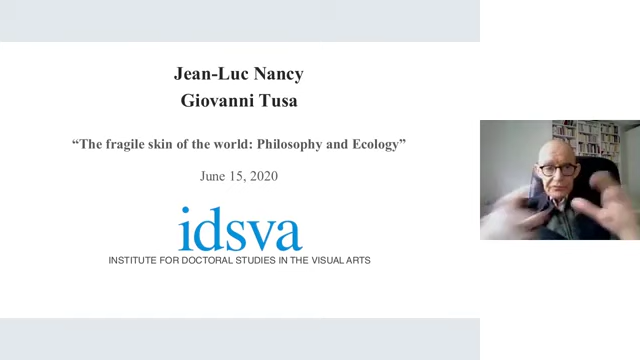 Jean-Luc Nancy
Giovanni Tusa
“The fragile skin of the world: Philosophy and Ecology”
June 15, 2020
idsva
INSTITUTE FOR DOCTORAL STUDIES IN THE VISUAL ARTS